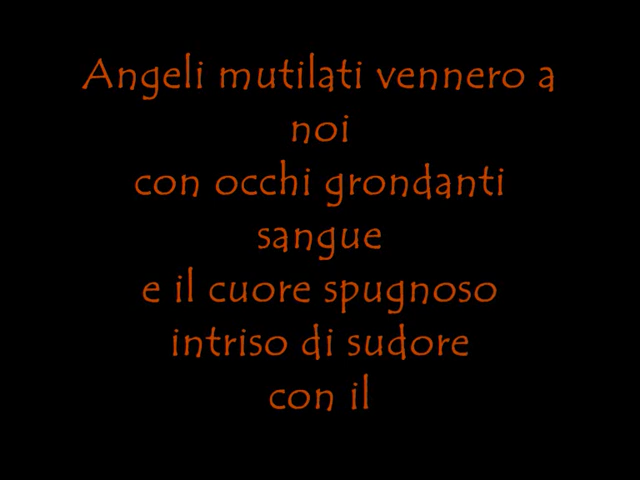 Angeli mutilati vennero a
noi
con occhi grondanti
sangue
e il cuore spugnoso
intriso di sudore
con il